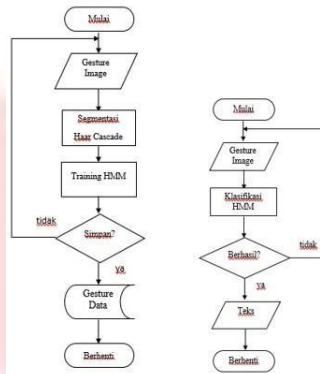 Mulai
Gesture
Image
Segmentasi
Haar Cascade
Training HMM
tidak
Simpan?
ya
Gesture
Data
Berhenti
Mulai
Gesture
Image
Klasifikasi
HMM
Berhasil?
tidak
ya
Teks
Berhenti